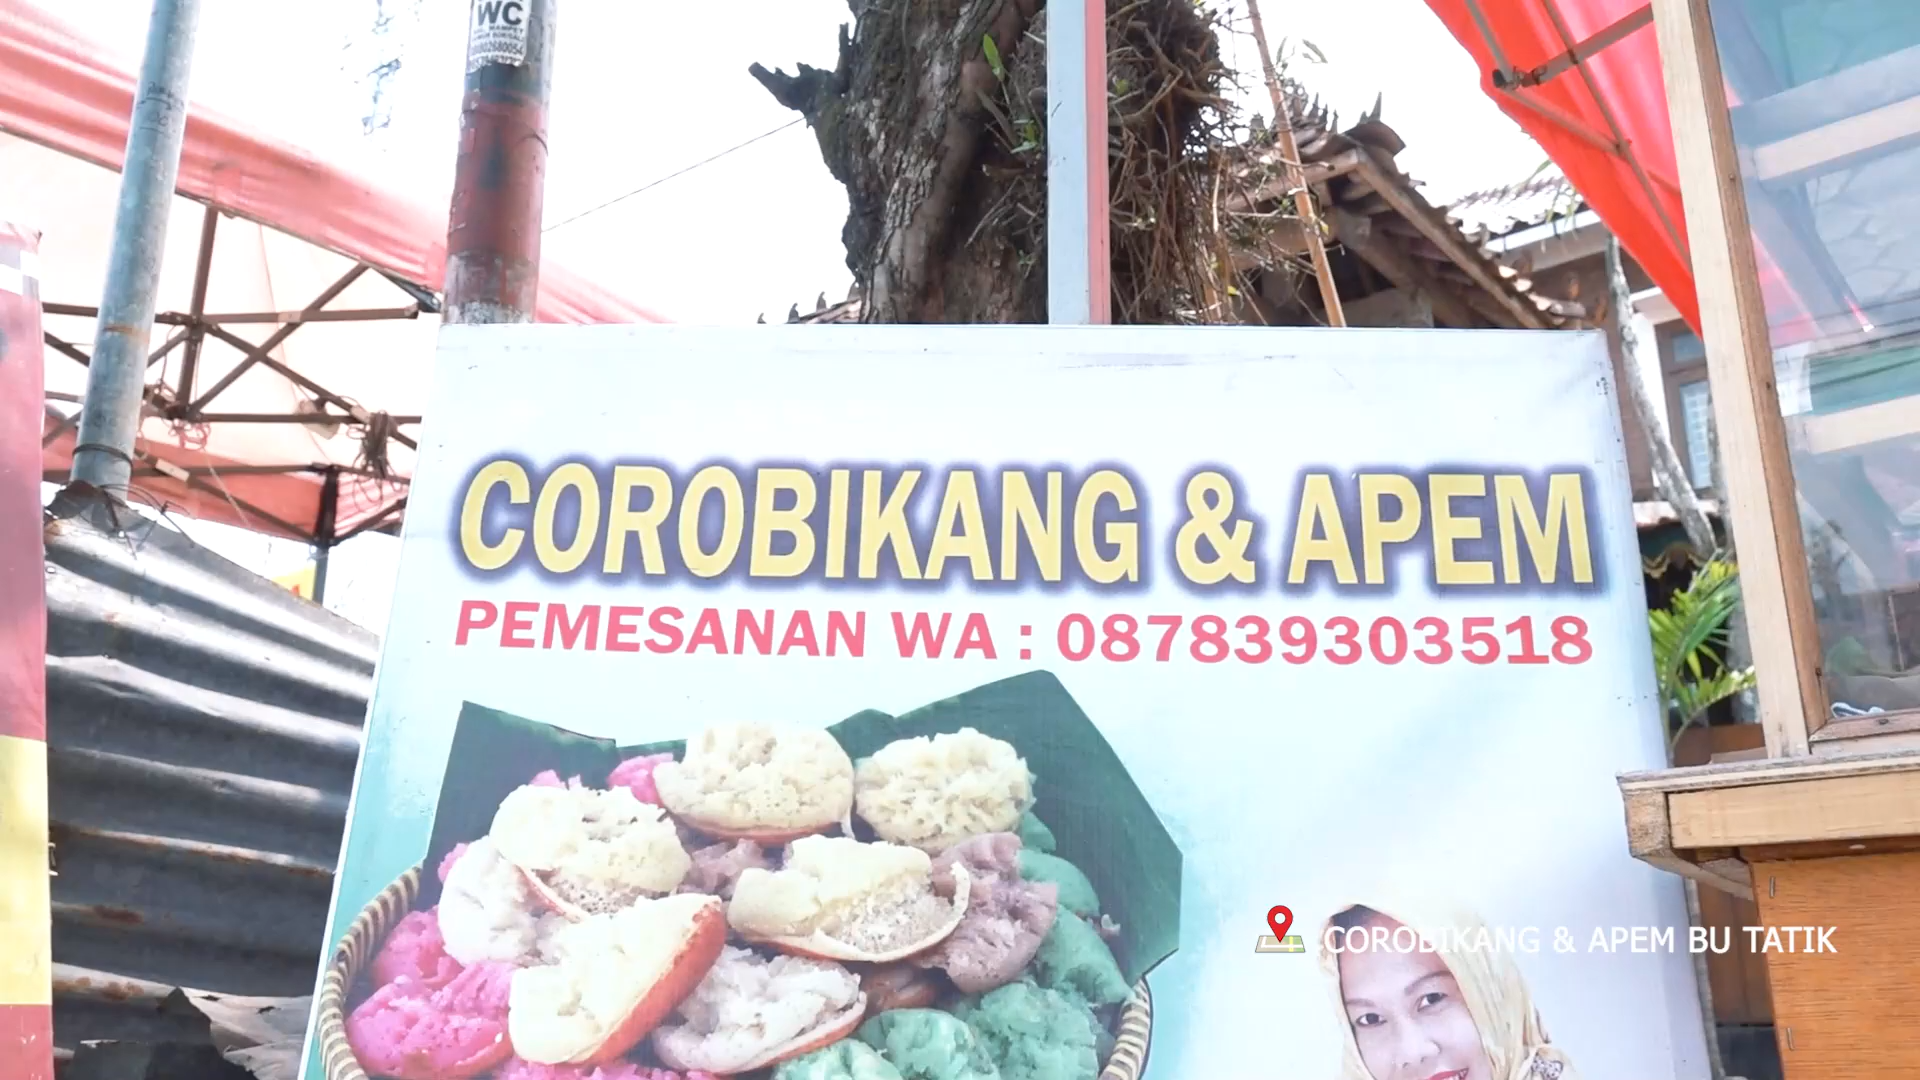 WC
COROBIKANG & APEM
PEMESANAN WA : 087839303518
COROBIKANG & APEM BU TATIK